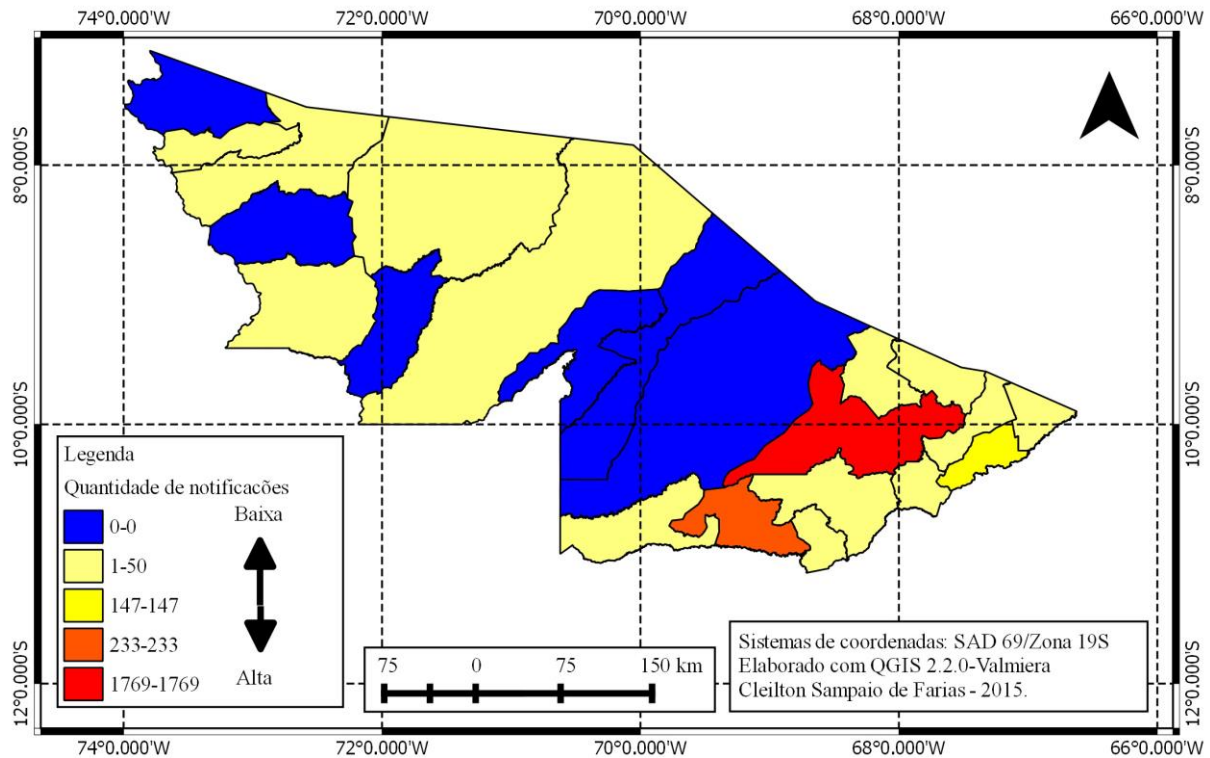 74°0.000'W 72°0.000'W 70°0.000'W 68°0.000'W 66°0.000'W
8°0.000'S 8°0.000'S
10°0.000'S 10°0.000'S
12°0.000'S 12°0.000'S
Legenda
Quantidade de notificacões
0-0
1-50
147-147
233-233
1769-1769
Baixa
Alta
75 0 75 150 km
Sistemas de coordenadas: SAD 69/Zona 19S
Elaborado com QGIS 2.2.0-Valmiera
Cleilton Sampaio de Farias - 2015.
74°0.000'W 72°0.000'W 70°0.000'W 68°0.000'W 66°0.000'W